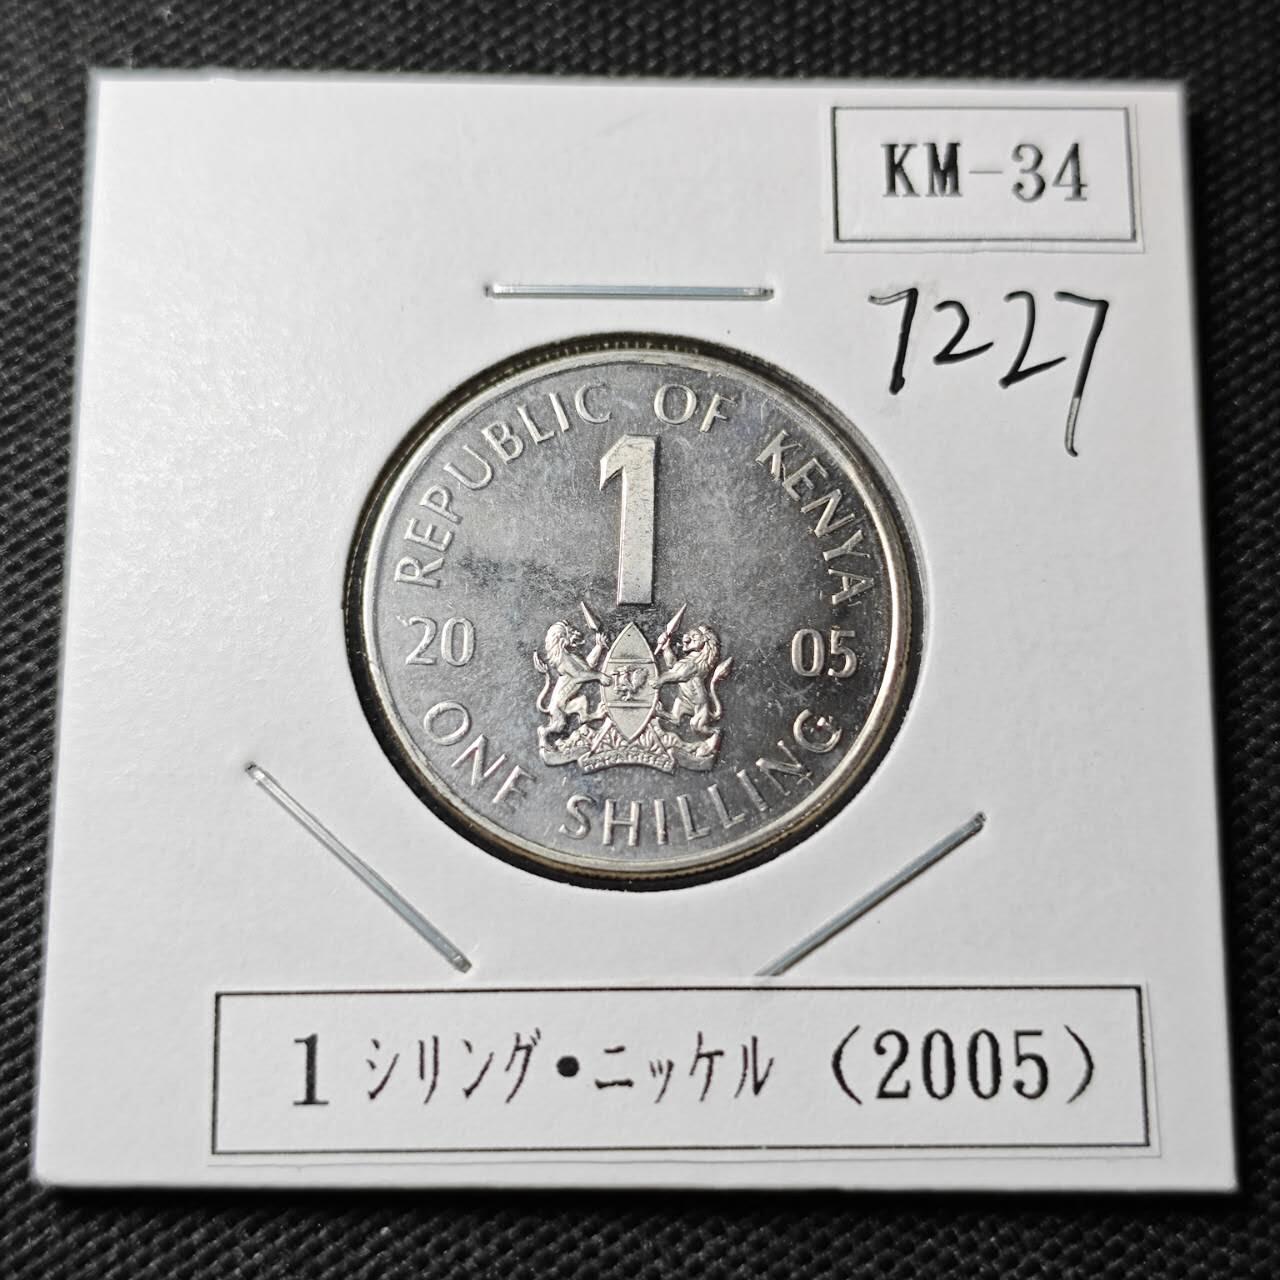 KM-34
7227
REPUBLIC OF KENYA
1
20 05
ONE SHILLING
1シリング・ニッケル (2005)